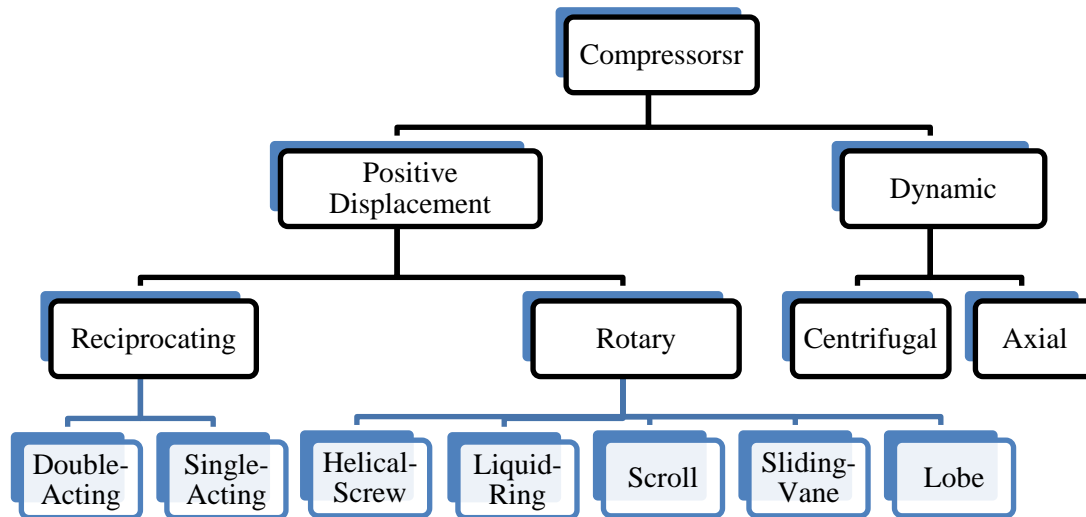 Compressorsr
Positive
Displacement
Dynamic
Reciprocating
Rotary
Centrifugal
Axial
Double-
Acting
Single-
Acting
Helical-
Screw
Liquid-
Ring
Scroll
Sliding-
Vane
Lobe